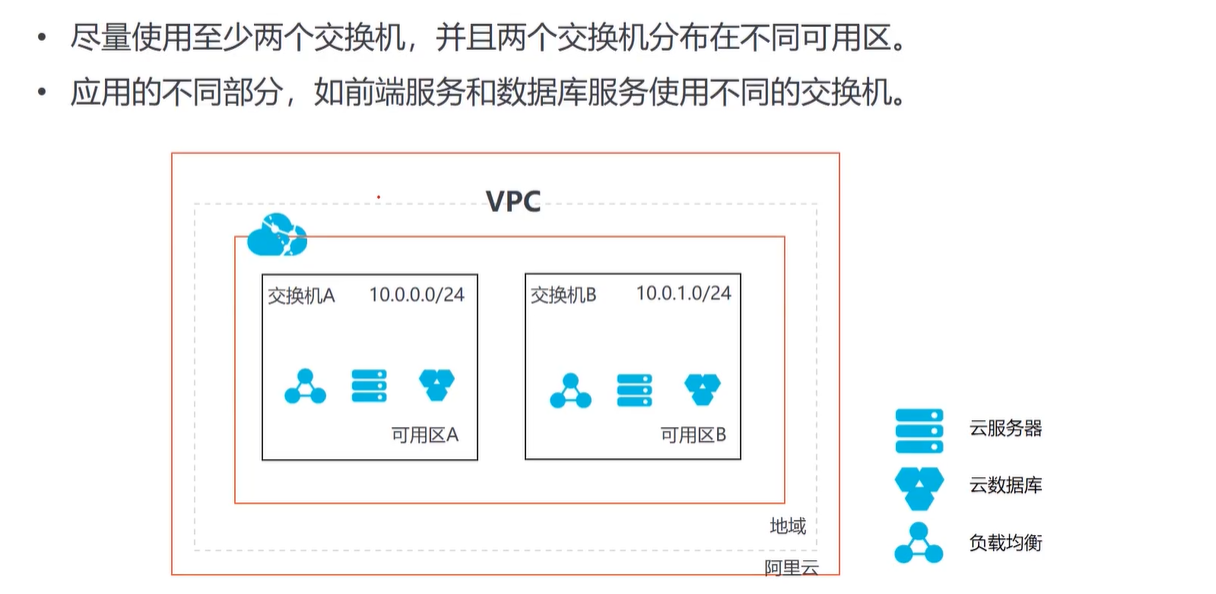 • 尽量使用至少两个交换机，并且两个交换机分布在不同可用区。
• 应用的不同部分，如前端服务和数据库服务使用不同的交换机。
VPC
交换机A 10.0.0.0/24
交换机B 10.0.1.0/24
可用区A
可用区B
云服务器
云数据库
地域
负载均衡
阿里云